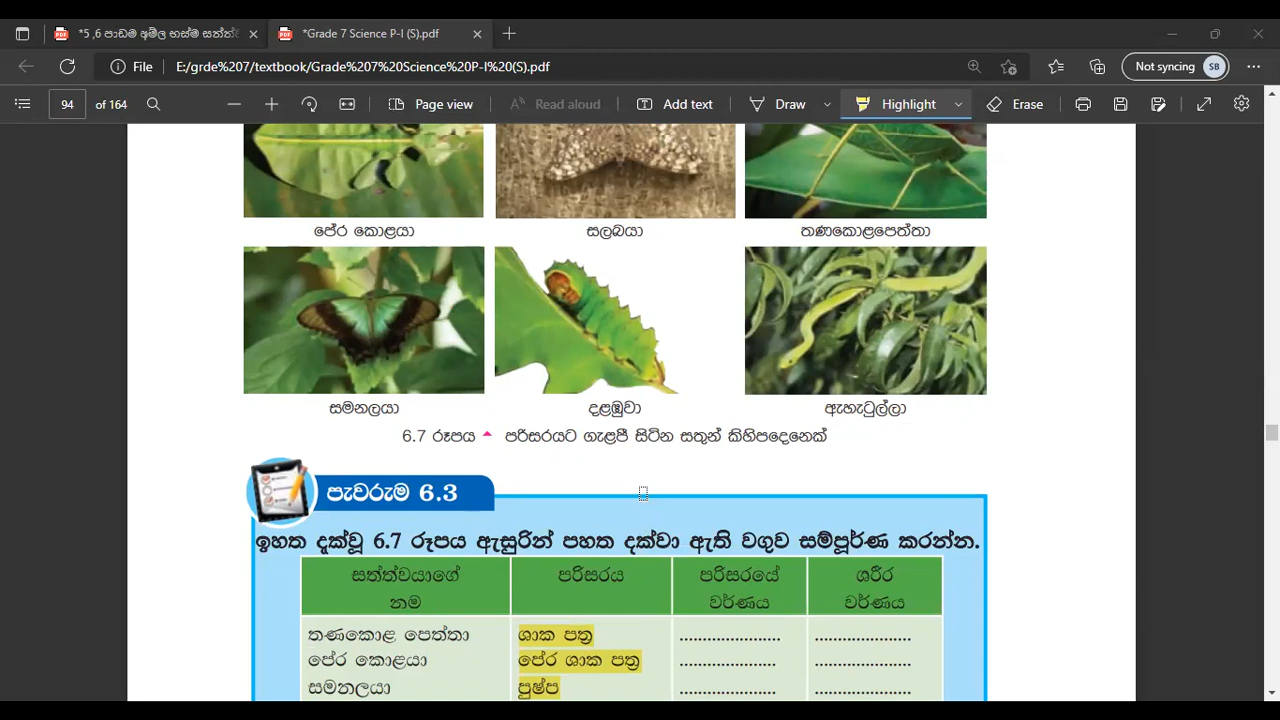 *5 ,6 පාඩම අම්ල භස්ම සත්ත්ව
*Grade 7 Science P-I (S).pdf
File
E:/grde%207/textbook/Grade%207%20Science%20P-I%20(S).pdf
Not syncing
SB
94
of 164
Page view
Read aloud
Add text
Draw
Highlight
Erase
පේර කොළයා
සලබයා
තණකොළපෙත්තා
සමනලයා
දළඹුවා
ඇහැටුල්ලා
6.7 රූපය පරිසරයට ගැළපී සිටින සතුන් කිහිපදෙනෙක්
පැවරුම 6.3
ඉහත දැක්වූ 6.7 රූපය ඇසුරින් පහත දක්වා ඇති වගුව සම්පූර්ණ කරන්න.
සත්ත්වයාගේ නම
පරිසරය
පරිසරයේ වර්ණය
ශරීර වර්ණය
තණකොළ පෙත්තා ශාක පත්‍ර .................... ...................
පේර කොළයා පේර ශාක පත්‍ර ................... ...................
සමනලයා පුෂ්ප ................... ...................